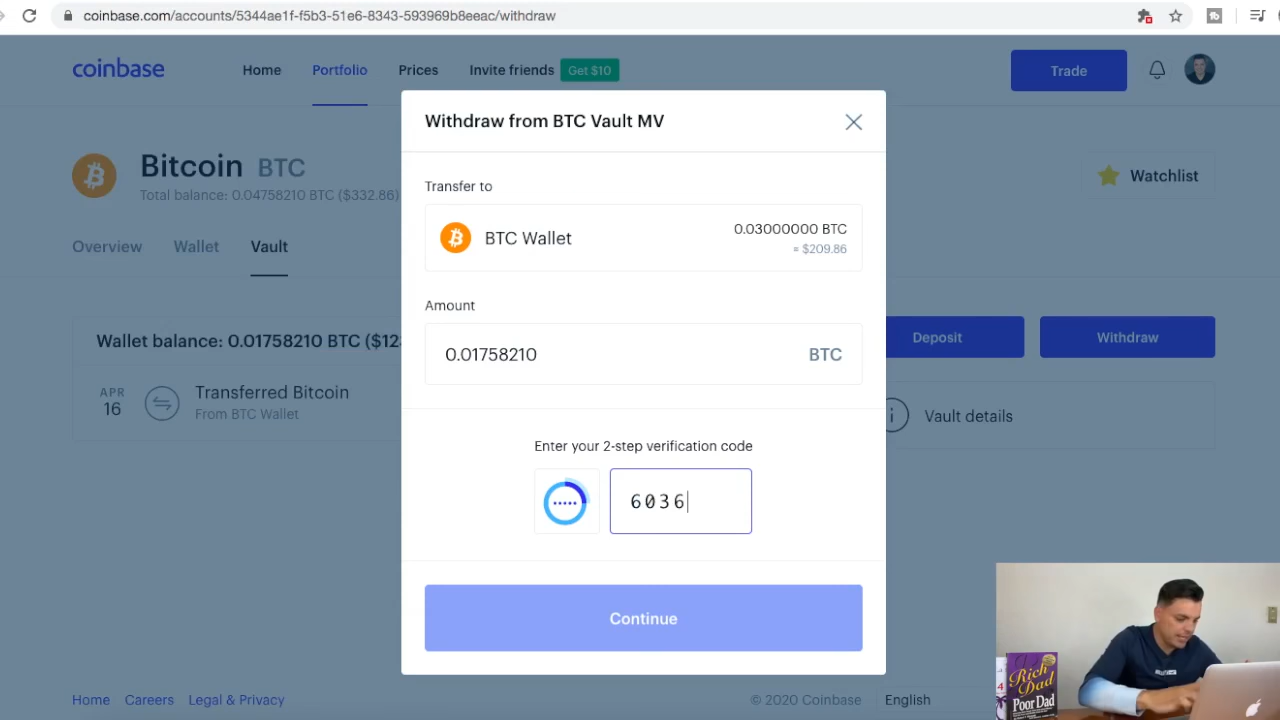 coinbase.com/accounts/5344ae1f-f5b3-51e6-8343-593969b8eeac/withdraw
coinbase
Home
Portfolio
Prices
Invite friends
Get $10
Trade
Withdraw from BTC Vault MV
Bitcoin BTC
Total balance: 0.04758210 BTC ($332.86)
Watchlist
Transfer to
BTC Wallet
0.03000000 BTC
= $209.86
Overview
Wallet
Vault
Amount
0.01758210
BTC
Wallet balance: 0.01758210 BTC ($12
Deposit
Withdraw
APR
16
Transferred Bitcoin
From BTC Wallet
Vault details
Enter your 2-step verification code
6036
Continue
Rich
Dad
Poor Dad
Home
Careers
Legal & Privacy
© 2020 Coinbase
English